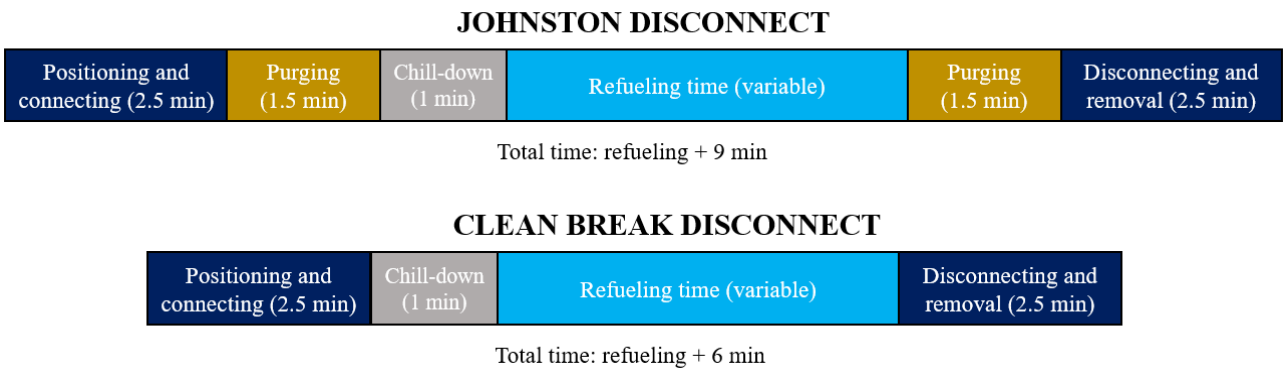 JOHNSTON DISCONNECT
Positioning and
connecting (2.5 min)
Purging
(1.5 min)
Chill-down
(1 min)
Refueling time (variable)
Purging
(1.5 min)
Disconnecting and
removal (2.5 min)
Total time: refueling + 9 min
CLEAN BREAK DISCONNECT
Positioning and
connecting (2.5 min)
Chill-down
(1 min)
Refueling time (variable)
Disconnecting and
removal (2.5 min)
Total time: refueling + 6 min